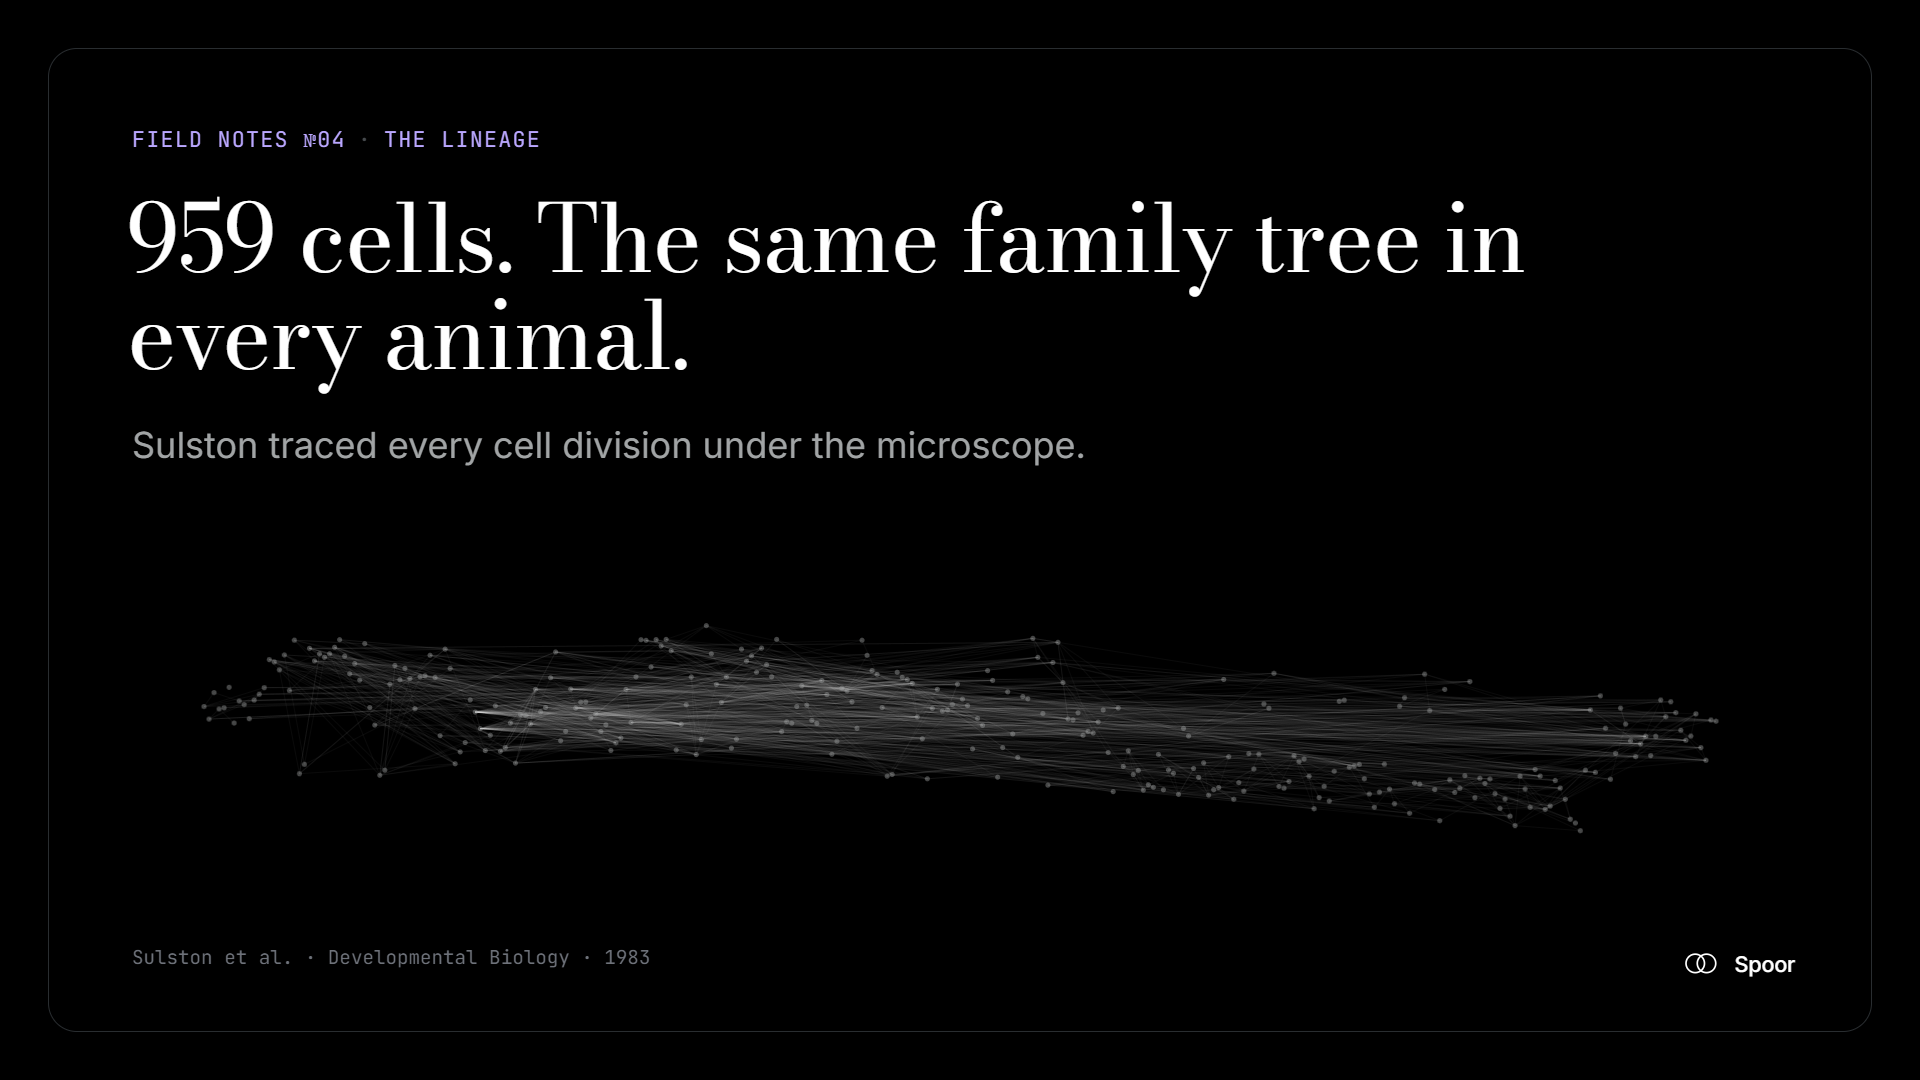 FIELD NOTES №04 · THE LINEAGE
959 cells. The same family tree in
every animal.
Sulston traced every cell division under the microscope.
Sulston et al. · Developmental Biology · 1983
Spoor